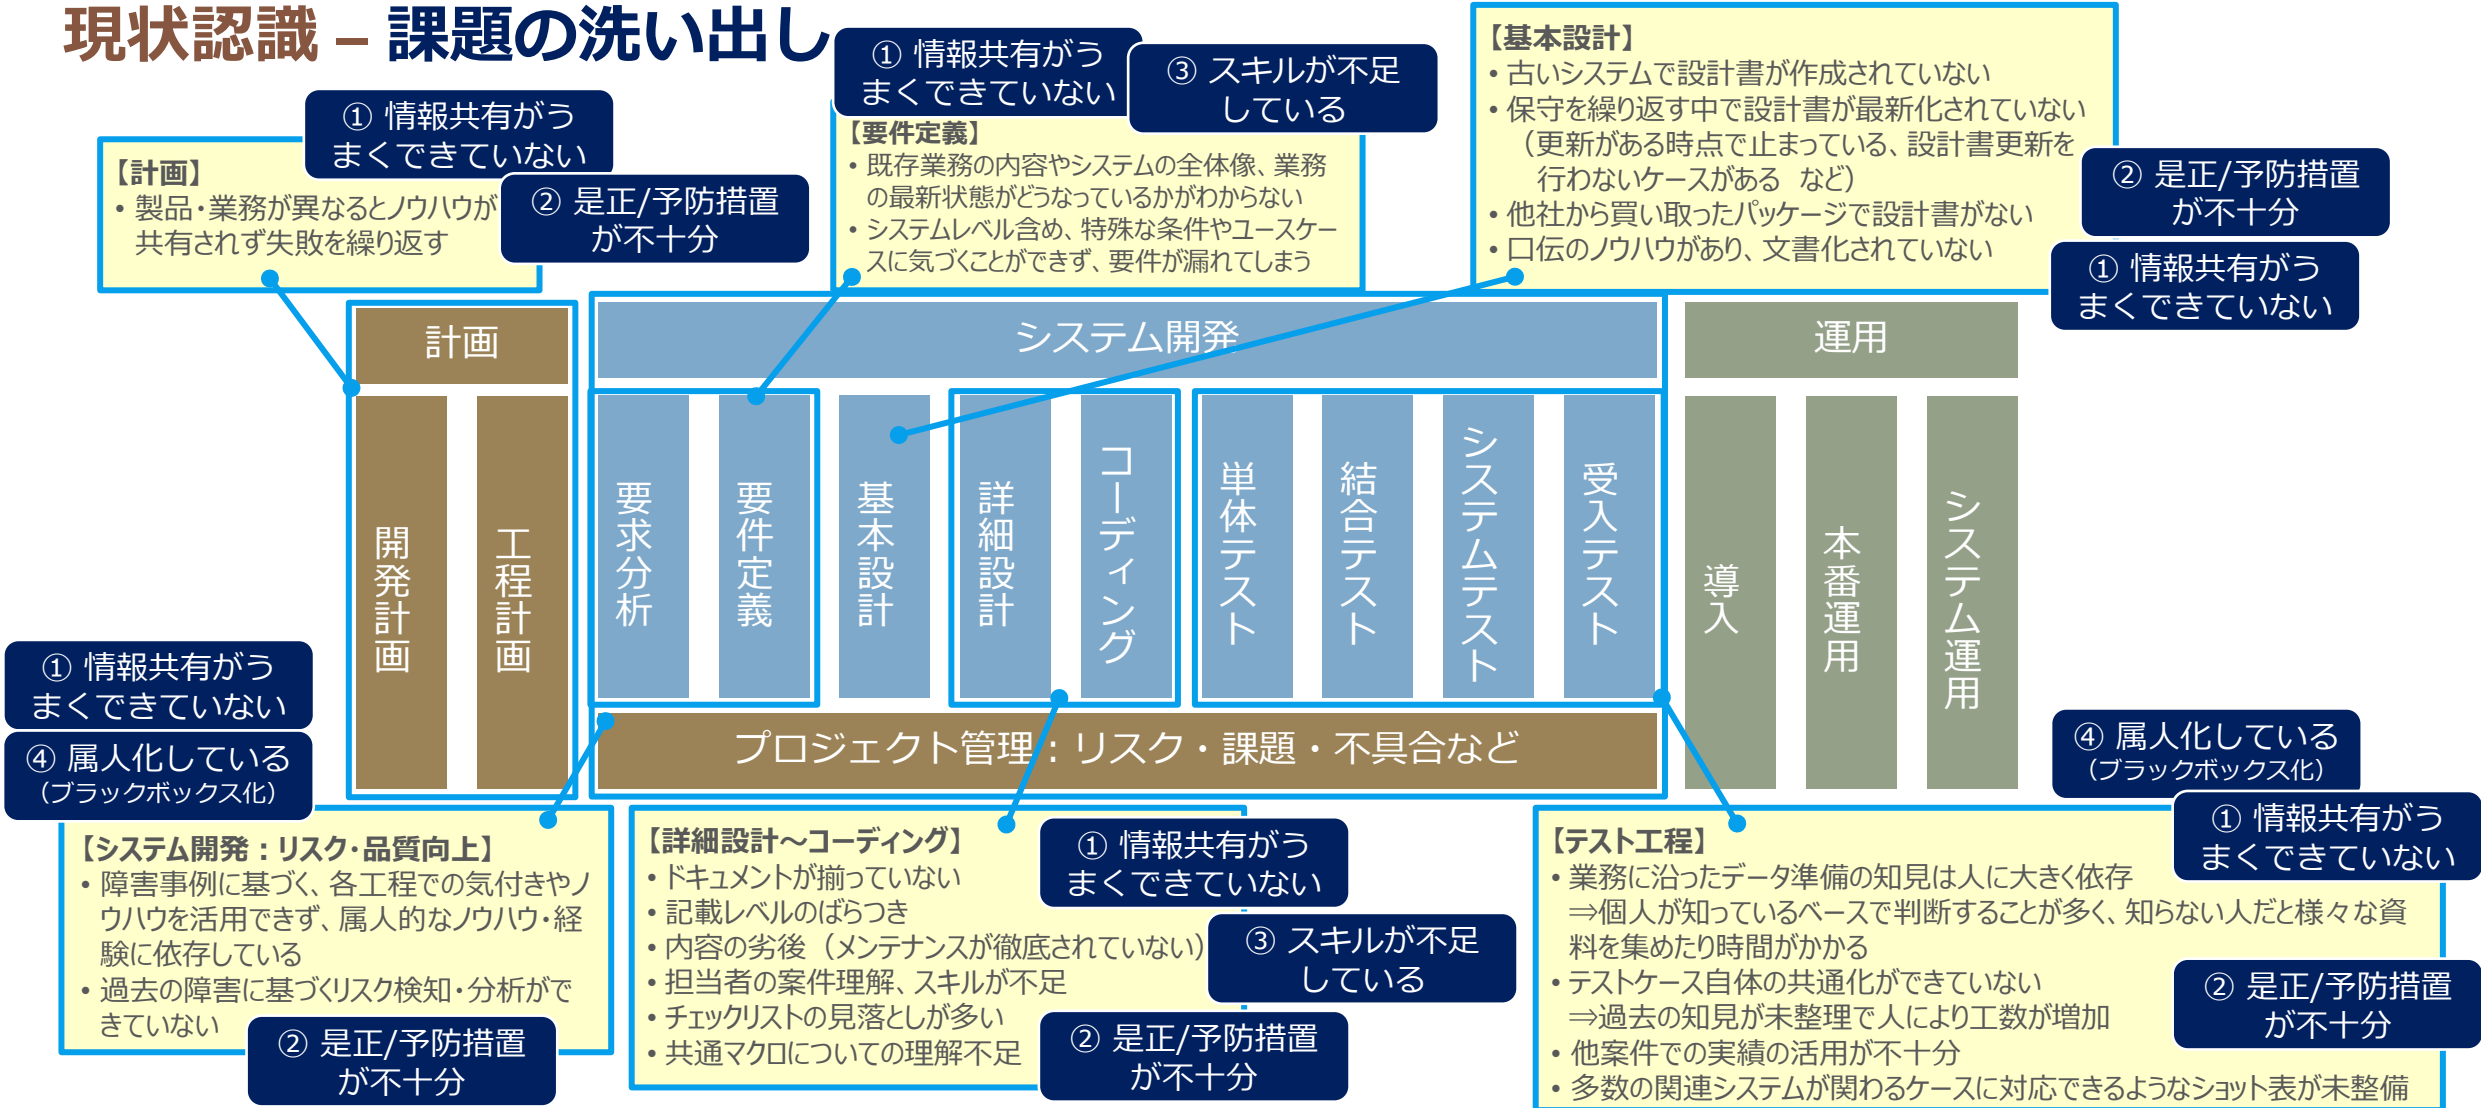 現状認識 – 課題の洗い出し
① 情報共有がう
まくできていない
② 是正/予防措置
が不十分
【計画】
• 製品・業務が異なるとノウハウが
共有されず失敗を繰り返す
① 情報共有がう
まくできていない
③ スキルが不足
している
【要件定義】
• 既存業務の内容やシステムの全体像、業務
の最新状態がどうなっているかがわからない
• システムレベル含め、特殊な条件やユースケー
スに気づくことができず、要件が漏れてしまう
【基本設計】
• 古いシステムで設計書が作成されていない
• 保守を繰り返す中で設計書が最新化されていない
（更新がある時点で止まっている、設計書更新を
行わないケースがある など）
• 他社から買い取ったパッケージで設計書がない
• 口伝のノウハウがあり、文書化されていない
② 是正/予防措置
が不十分
① 情報共有がう
まくできていない
計画
システム開発
運用
開発計画
工程計画
要求分析
要件定義
基本設計
詳細設計
コーディング
単体テスト
結合テスト
システムテスト
受入テスト
導入
本番運用
システム運用
プロジェクト管理：リスク・課題・不具合など
① 情報共有がう
まくできていない
④ 属人化している
（ブラックボックス化）
【システム開発：リスク・品質向上】
• 障害事例に基づく、各工程での気付きやノ
ウハウを活用できず、属人的なノウハウ・経
験に依存している
• 過去の障害に基づくリスク検知・分析がで
きていない
② 是正/予防措置
が不十分
【詳細設計～コーディング】
• ドキュメントが揃っていない
• 記載レベルのばらつき
• 内容の劣後（メンテナンスが徹底されていない）
• 担当者の案件理解、スキルが不足
• チェックリストの見落としが多い
• 共通マクロについての理解不足
① 情報共有がう
まくできていない
③ スキルが不足
している
② 是正/予防措置
が不十分
④ 属人化している
（ブラックボックス化）
① 情報共有がう
まくできていない
【テスト工程】
• 業務に沿ったデータ準備の知見は人に大きく依存
⇒個人が知っているベースで判断することが多く、知らない人だと様々な資
料を集めたり時間がかかる
• テストケース自体の共通化ができていない
⇒過去の知見が未整理で人により工数が増加
• 他案件での実績の活用が不十分
• 多数の関連システムが関わるケースに対応できるようなショット表が未整備
② 是正/予防措置
が不十分